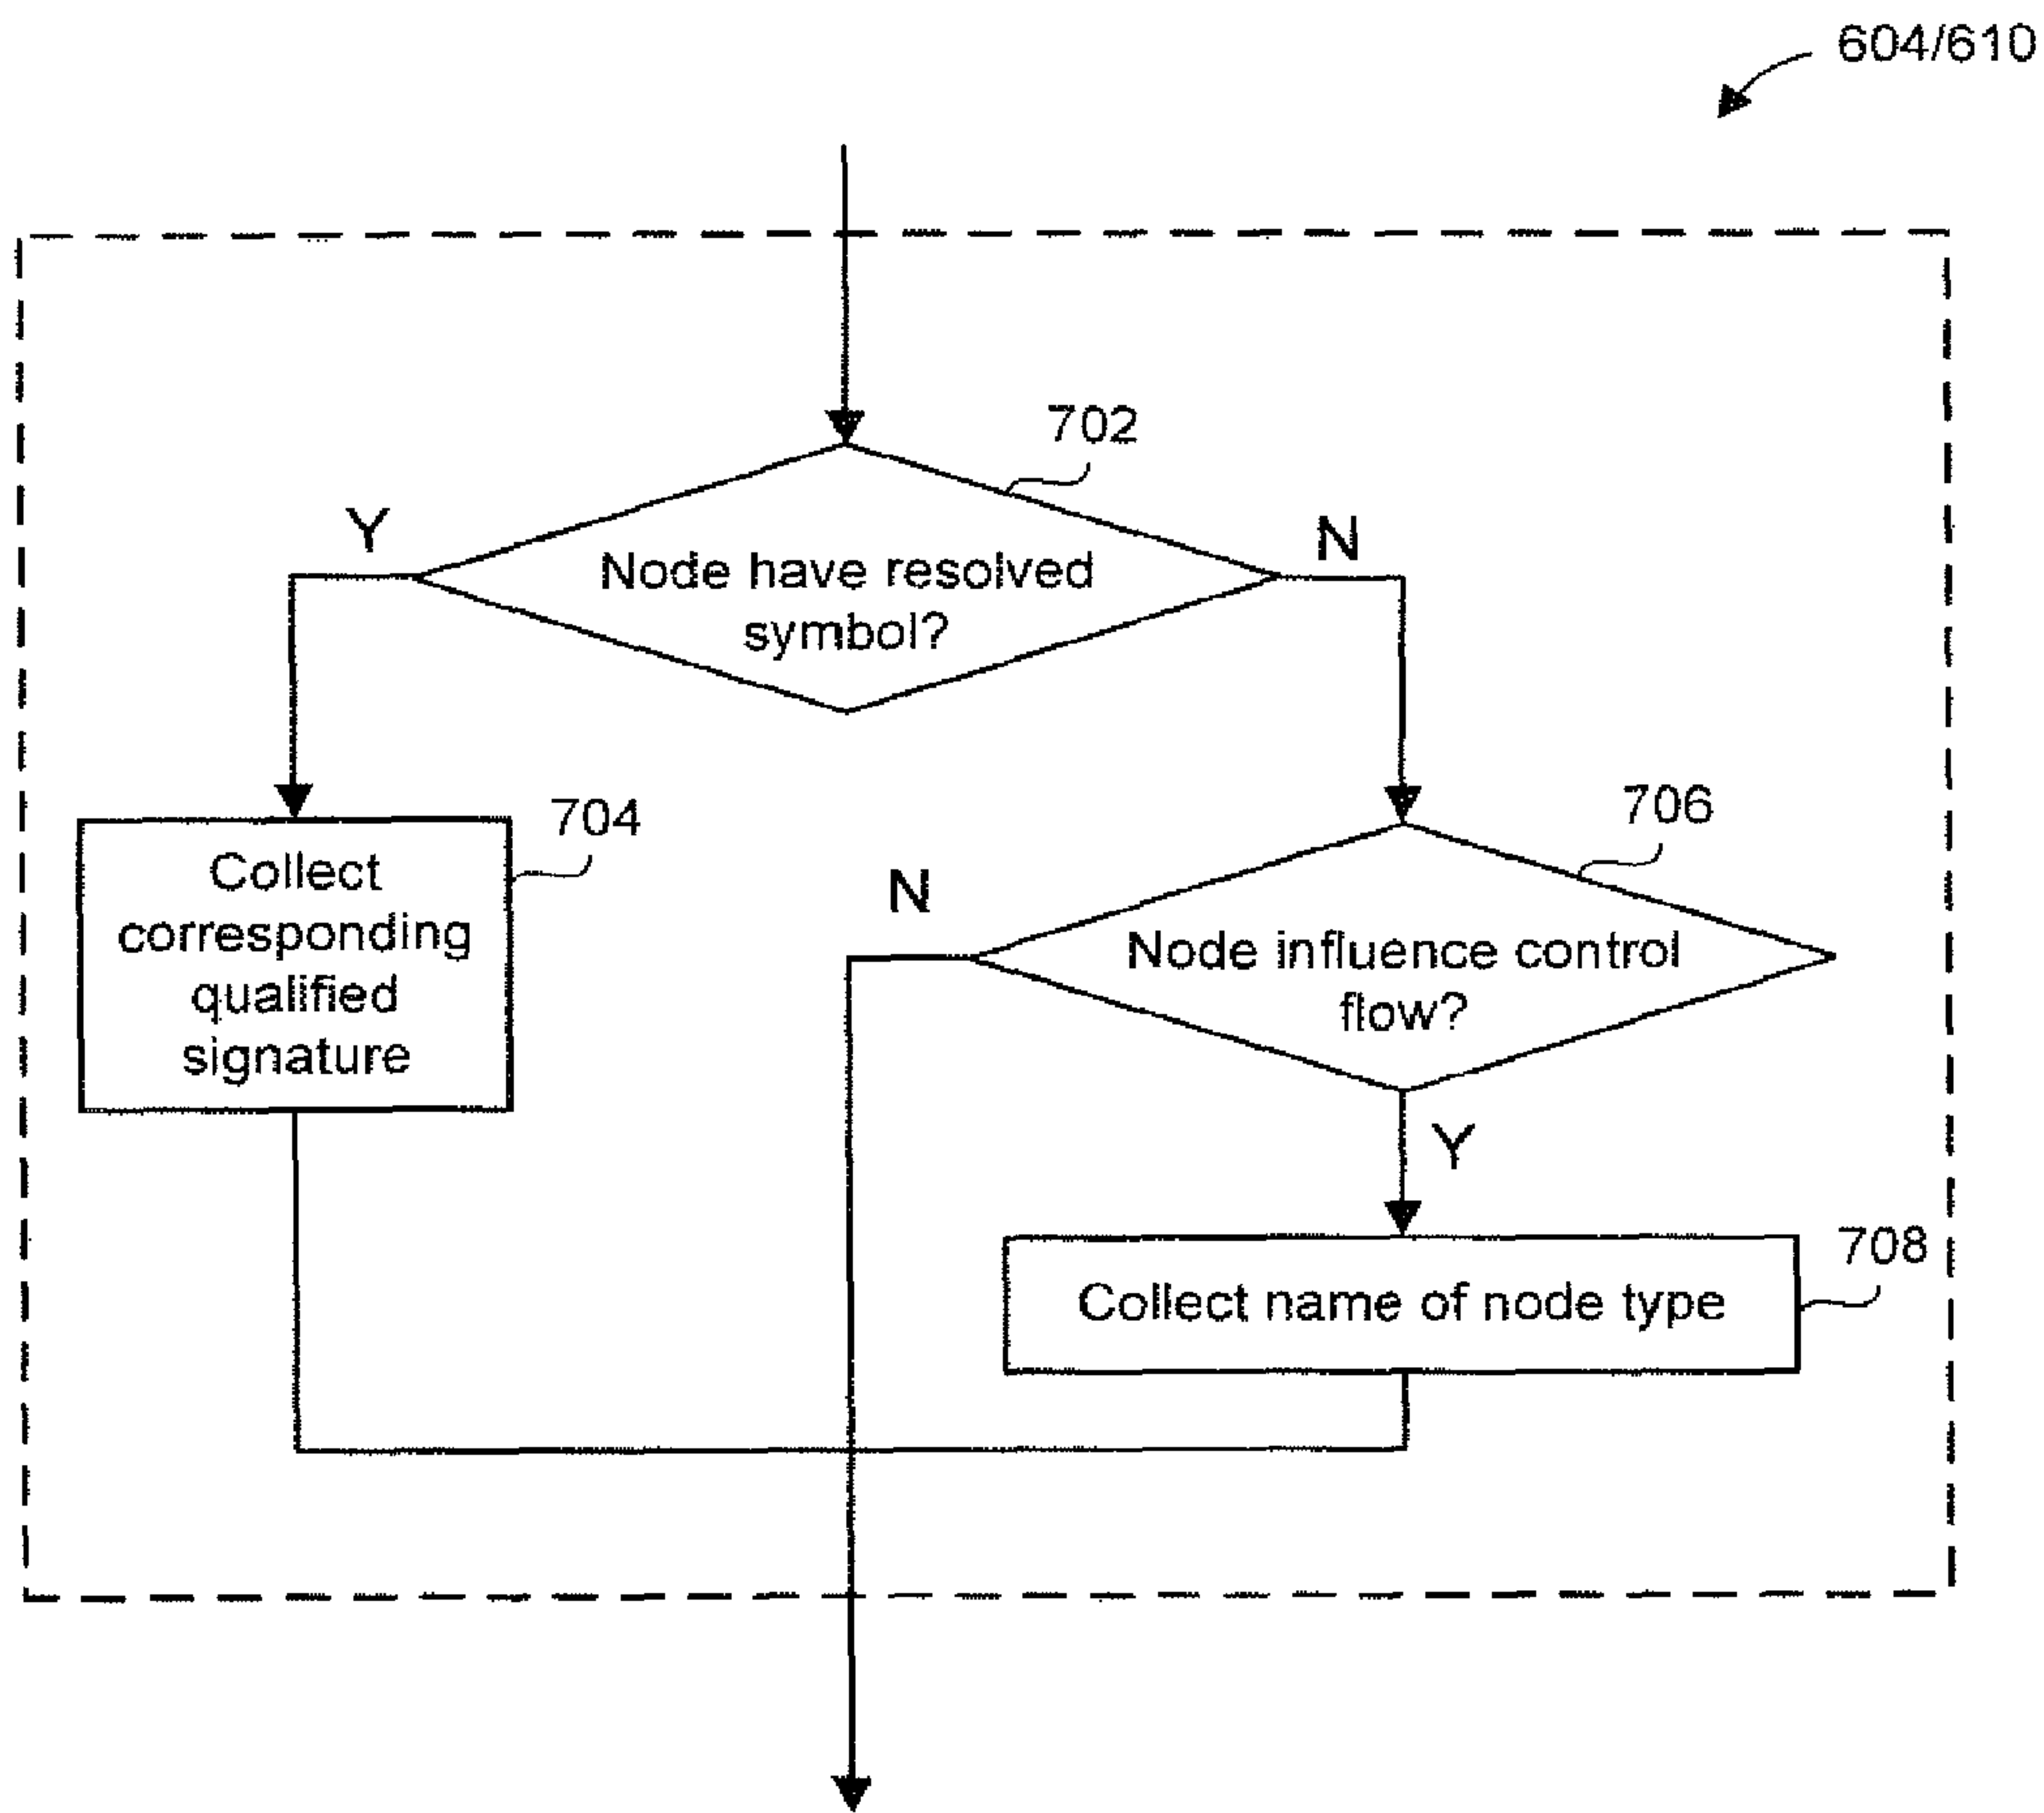 604/610
702
Y
N
Node have resolved
symbol?
704
706
Collect
corresponding
qualified
signature
N
Node influence control
flow?
Y
708
Collect name of node type